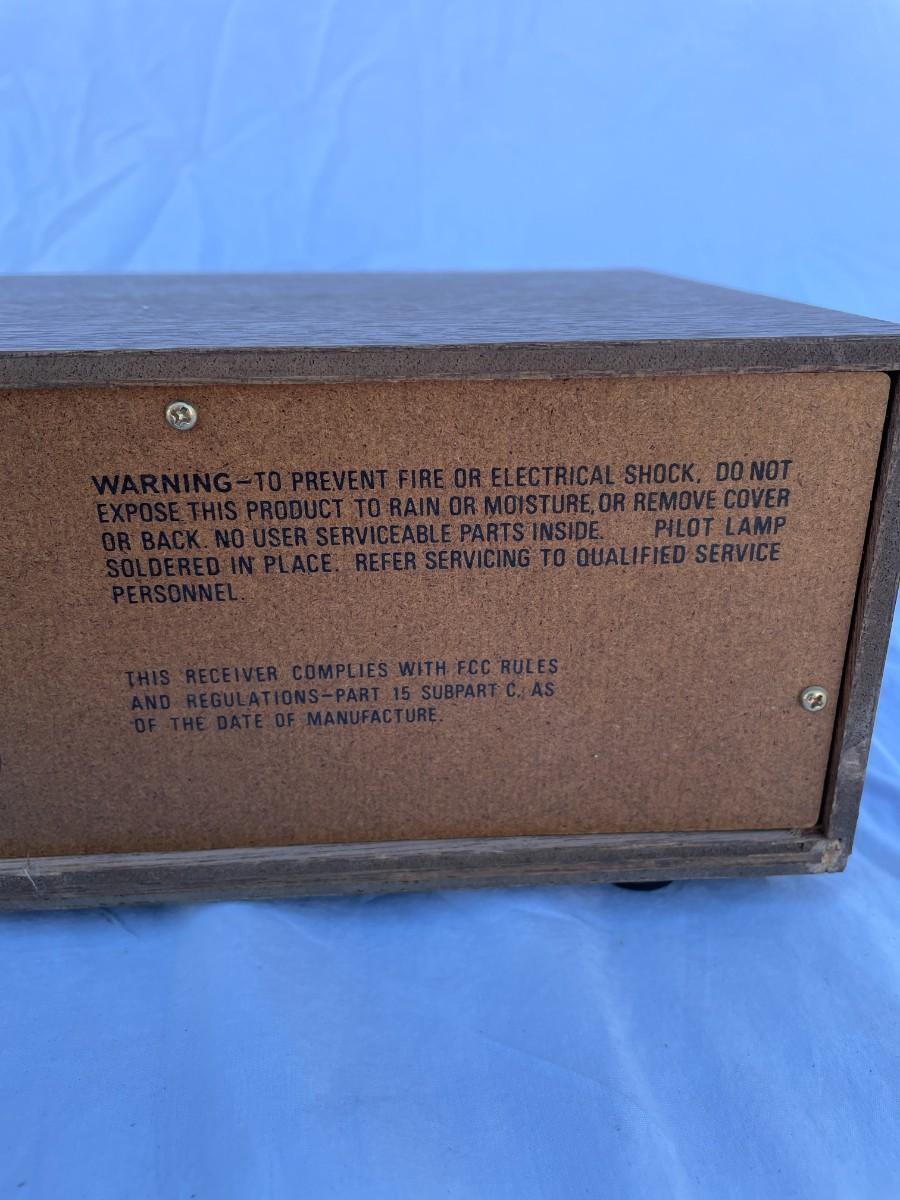 WARNING—TO PREVENT FIRE OR ELECTRICAL SHOCK, DO NOT
EXPOSE THIS PRODUCT TO RAIN OR MOISTURE, OR REMOVE COVER
OR BACK. NO USER SERVICEABLE PARTS INSIDE. PILOT LAMP
SOLDERED IN PLACE. REFER SERVICING TO QUALIFIED SERVICE
PERSONNEL.
THIS RECEIVER COMPLIES WITH FCC RULES
AND REGULATIONS—PART 15 SUBPART C, AS
OF THE DATE OF MANUFACTURE.